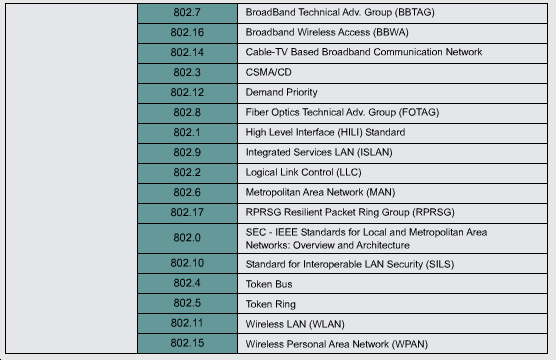 802.7 BroadBand Technical Adv. Group (BBTAG)
802.16 Broadband Wireless Access (BBWA)
802.14 Cable-TV Based Broadband Communication Network
802.3 CSMA/CD
802.12 Demand Priority
802.8 Fiber Optics Technical Adv. Group (FOTAG)
802.1 High Level Interface (HILI) Standard
802.9 Integrated Services LAN (ISLAN)
802.2 Logical Link Control (LLC)
802.6 Metropolitan Area Network (MAN)
802.17 RPRSG Resilient Packet Ring Group (RPRSG)
802.0 SEC - IEEE Standards for Local and Metropolitan Area
Networks: Overview and Architecture
802.10 Standard for Interoperable LAN Security (SILS)
802.4 Token Bus
802.5 Token Ring
802.11 Wireless LAN (WLAN)
802.15 Wireless Personal Area Network (WPAN)